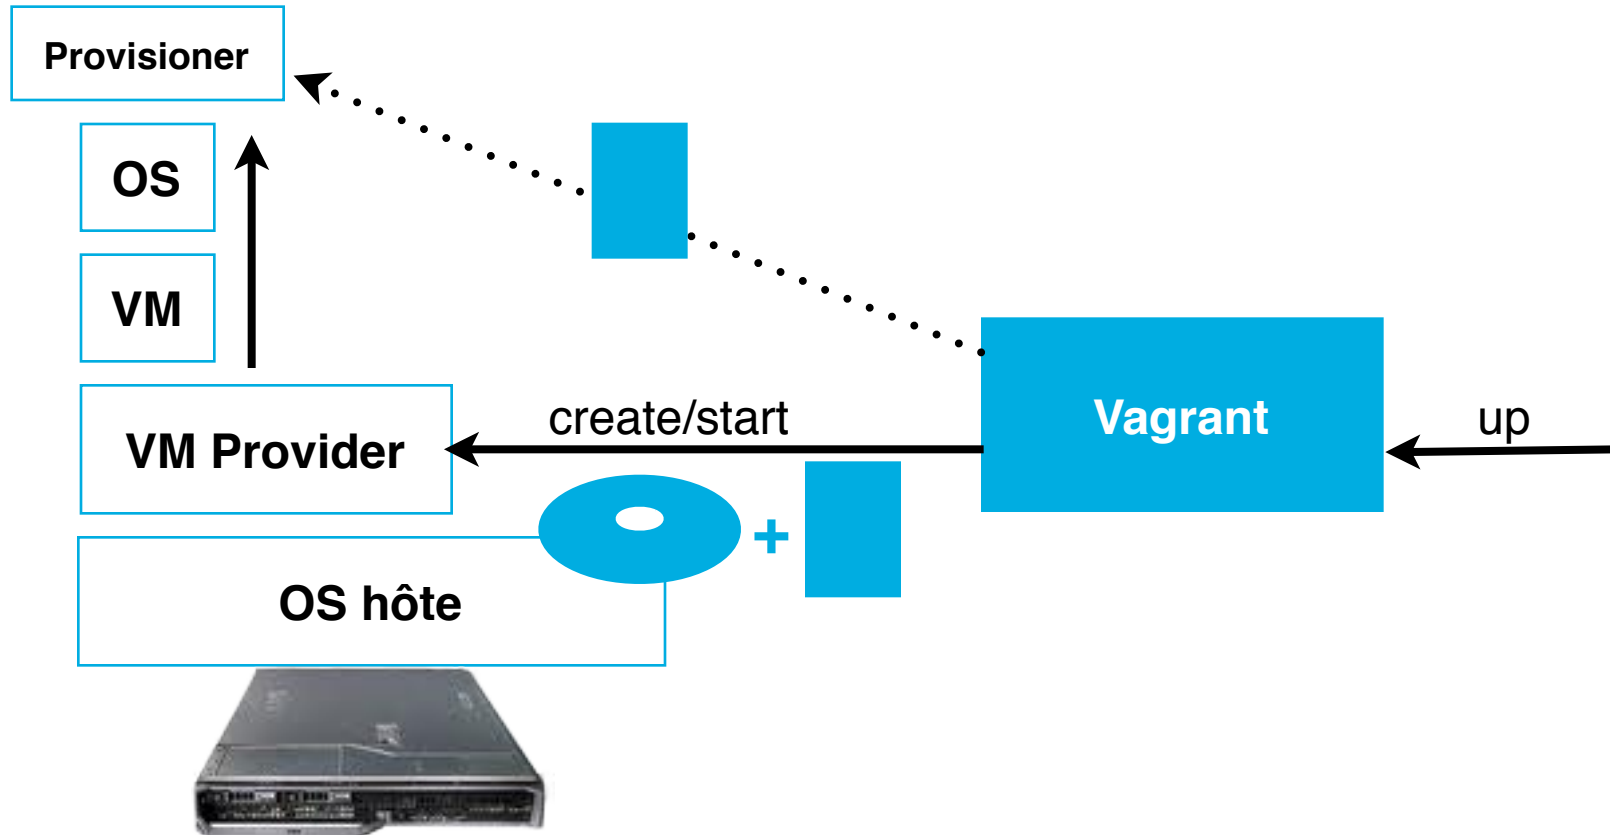 Provisioner
OS
VM
create/start
Vagrant
up
VM Provider
+
OS hôte